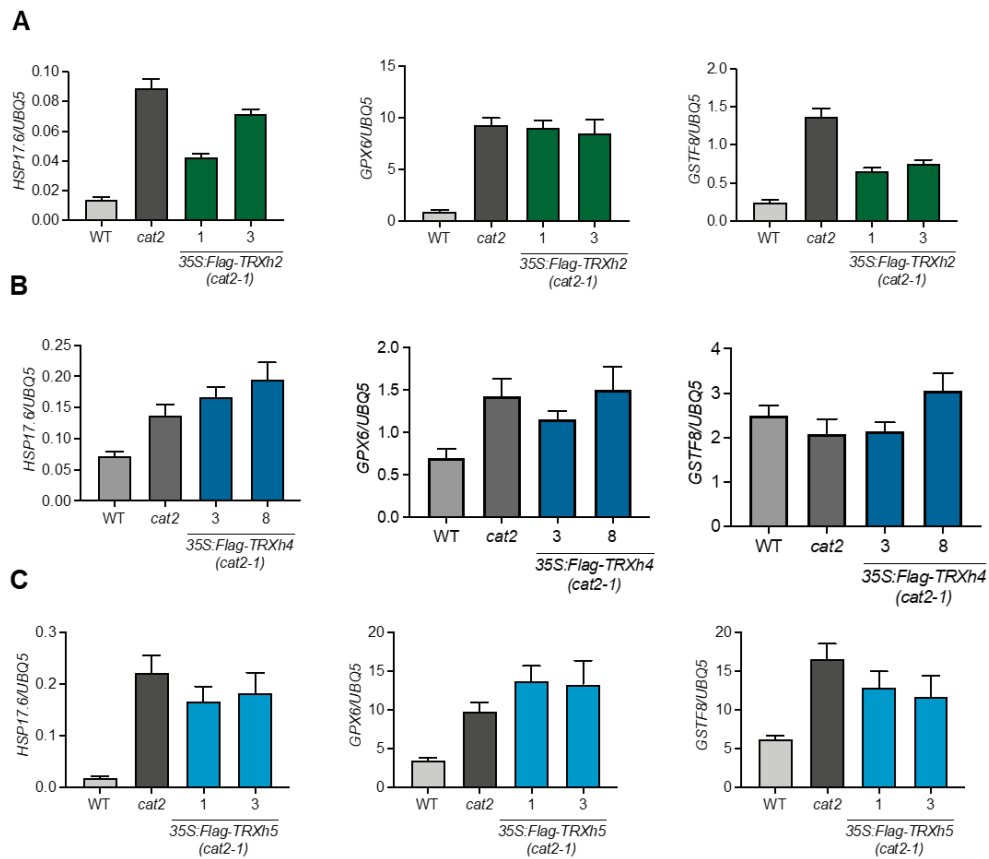 A
HSP17.6/UBQ5
0.10
0.08
0.06
0.04
0.02
0.00
WT
cat2
1
3
35S:Flag-TRXh2
(cat2-1)
GPX6/UBQ5
15
10
5
0
WT
cat2
1
3
35S:Flag-TRXh2
(cat2-1)
GSTF8/UBQ5
2.0
1.5
1.0
0.5
0.0
WT
cat2
1
3
35S:Flag-TRXh2
(cat2-1)
B
HSP17.6/UBQ5
0.25
0.20
0.15
0.10
0.05
0.00
WT
cat2
3
8
35S:Flag-TRXh4
(cat2-1)
GPX6/UBQ5
2.0
1.5
1.0
0.5
0.0
WT
cat2
3
8
35S:Flag-TRXh4
(cat2-1)
GSTF8/UBQ5
4
3
2
1
0
WT
cat2
3
8
35S:Flag-TRXh4
(cat2-1)
C
HSP17.6/UBQ5
0.3
0.2
0.1
0.0
WT
cat2
1
3
35S:Flag-TRXh5
(cat2-1)
GPX6/UBQ5
20
15
10
5
0
WT
cat2
1
3
35S:Flag-TRXh5
(cat2-1)
GSTF8/UBQ5
20
15
10
5
0
WT
cat2
1
3
35S:Flag-TRXh5
(cat2-1)